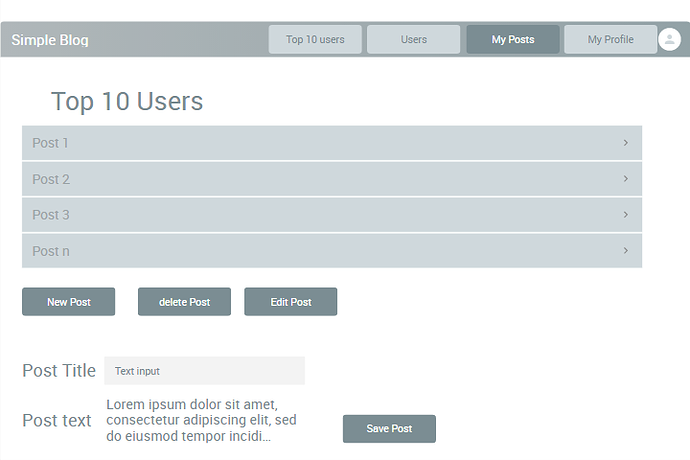 Simple Blog
Top 10 users
Users
My Posts
My Profile
Top 10 Users
Post 1
Post 2
Post 3
Post n
New Post
delete Post
Edit Post
Post Title
Text input
Post text
Lorem ipsum dolor sit amet,
consectetur adipiscing elit, sed
do eiusmod tempor incidi...
Save Post